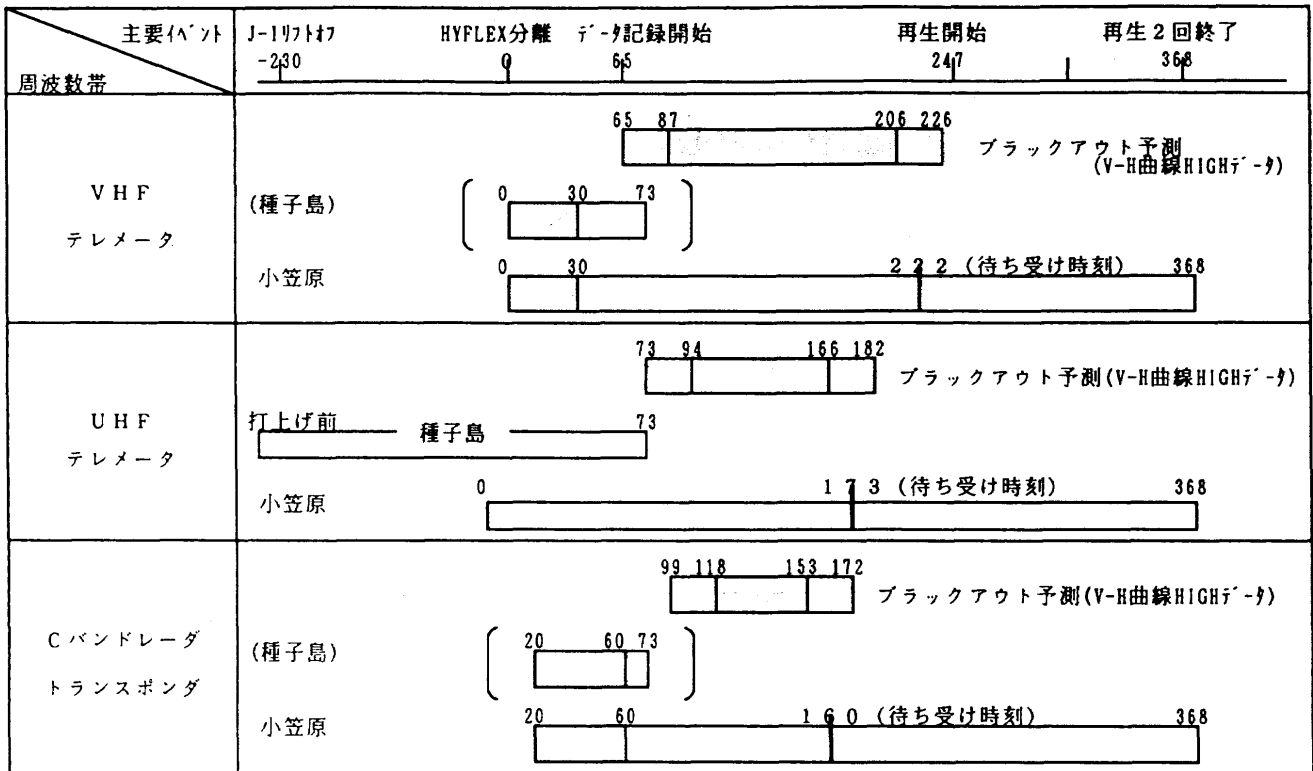 主要ｲﾍﾞﾝﾄ
周波数帯
J-1ﾘﾌﾄｵﾌ HYFLEX分離 ﾃﾞｰﾀ記録開始 再生開始 再生２回終了
-230 0 65 247 368
VHF
テレメータ
65 87 206 226
ブラックアウト予測
(V-H曲線HIGHﾃﾞｰﾀ)
(種子島)
0 30 73
小笠原
0 30 222 (待ち受け時刻) 368
UHF
テレメータ
73 94 166 182
ブラックアウト予測(V-H曲線HIGHﾃﾞｰﾀ)
打上げ前 種子島 73
小笠原
0 173 (待ち受け時刻) 368
Cバンドレーダ
トランスポンダ
99 118 153 172
ブラックアウト予測(V-H曲線HIGHﾃﾞｰﾀ)
(種子島)
20 60 73
小笠原
20 60 160 (待ち受け時刻) 368